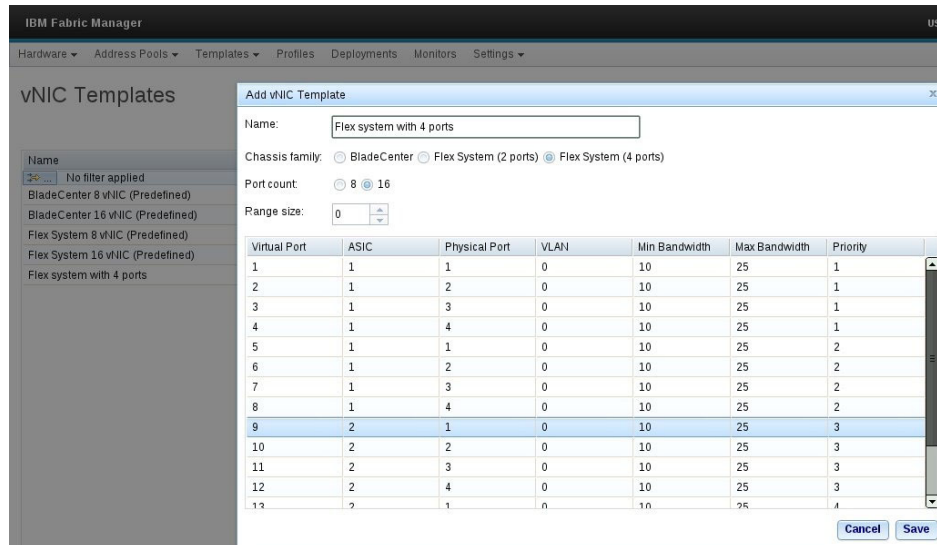 IBM Fabric Manager
US
Hardware Address Pools Templates Profiles Deployments Monitors Settings
vNIC Templates
Name
... No filter applied
BladeCenter 8 vNIC (Predefined)
BladeCenter 16 vNIC (Predefined)
Flex System 8 vNIC (Predefined)
Flex System 16 vNIC (Predefined)
Flex system with 4 ports
Add vNIC Template x
Name: Flex system with 4 ports
Chassis family: BladeCenter Flex System (2 ports) Flex System (4 ports)
Port count: 8 16
Range size: 0
Virtual Port ASIC Physical Port VLAN Min Bandwidth Max Bandwidth Priority
1 1 1 0 10 25 1
2 1 2 0 10 25 1
3 1 3 0 10 25 1
4 1 4 0 10 25 1
5 1 1 0 10 25 2
6 1 2 0 10 25 2
7 1 3 0 10 25 2
8 1 4 0 10 25 2
9 2 1 0 10 25 3
10 2 2 0 10 25 3
11 2 3 0 10 25 3
12 2 4 0 10 25 3
13 2 1 0 10 25 4
Cancel Save